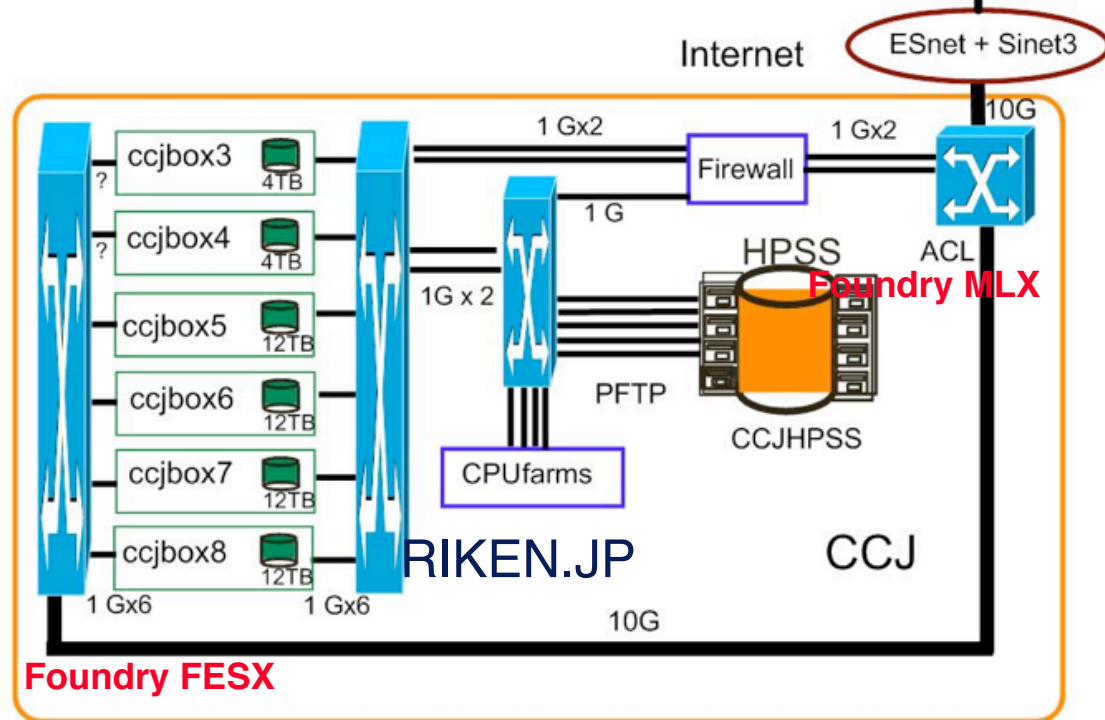 ESnet + Sinet3
Internet
10G
1 Gx2
1 Gx2
ccjbox3
4TB
?
Firewall
1 G
ccjbox4
4TB
?
ACL
HPSS
Foundry MLX
1G x 2
ccjbox5
12TB
ccjbox6
12TB
PFTP
CCJHPSS
ccjbox7
12TB
CPUfarms
ccjbox8
12TB
RIKEN.JP
CCJ
1 Gx6
1 Gx6
10G
Foundry FESX